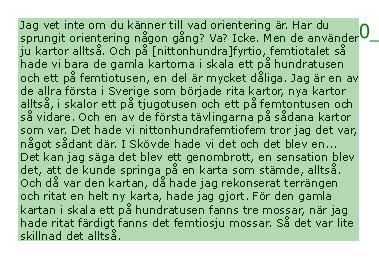 Jag vet inte om du känner till vad orientering är. Har du
sprungit orientering någon gång? Va? Icke. Men de använder
ju kartor alltså. Och på [nittonhundra]fyrtio, femtiotalet så
hade vi bara de gamla kartorna i skala ett på hundratusen
och ett på femtiotusen, en del är mycket dåliga. Jag är en av
de allra första i Sverige som började rita kartor, nya kartor
alltså, i skalor ett på tjugotusen och ett på femtontusen och
så vidare. Och en av de första tävlingarna på sådana kartor
som var. Det hade vi nittonhundrafemtiofem tror jag det var,
något sådant där. I Skövde hade vi det och det blev en...
Det kan jag säga det blev ett genombrott, en sensation blev
det, att de kunde springa på en karta som stämde, alltså.
Och då var den kartan, då hade jag rekonserat terrängen
och ritat en helt ny karta, hade jag gjort. För den gamla
kartan i skala ett på hundratusen fanns tre mossar, när jag
hade ritat färdigt fanns det femtiosju mossar. Så det var lite
skillnad det alltså.